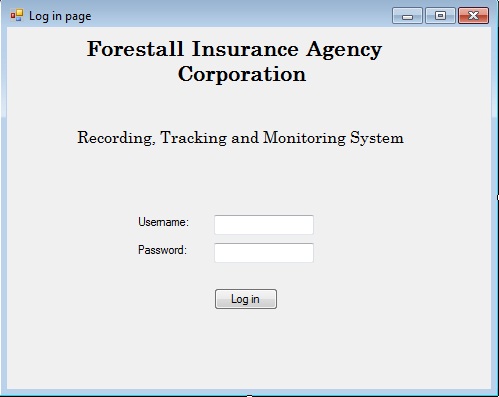 Log in page
Forestall Insurance Agency
Corporation
Recording, Tracking and Monitoring System
Username:
Password:
Log in